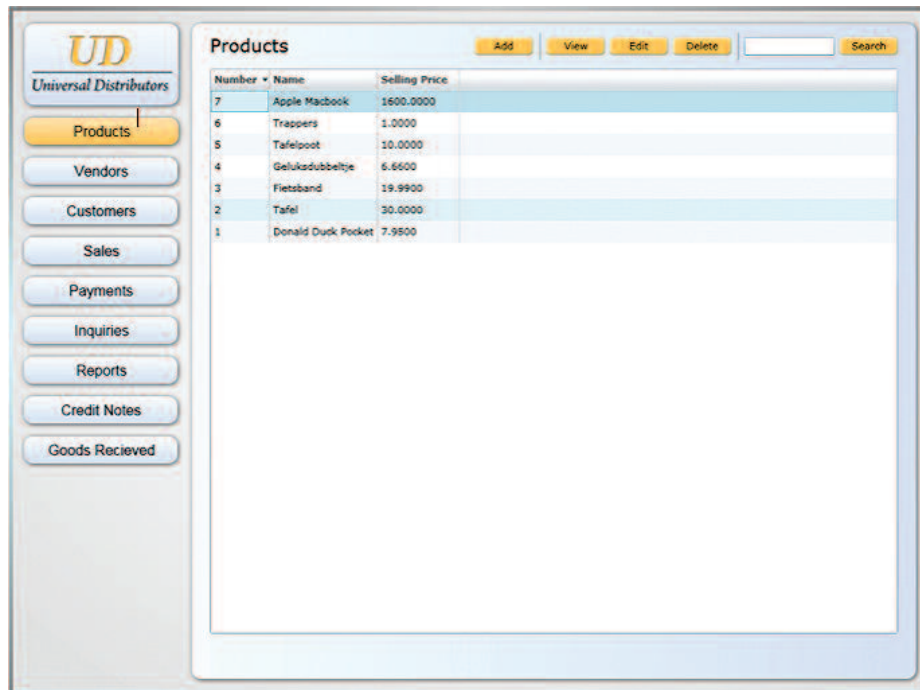 UD
Universal Distributors
Products
Vendors
Customers
Sales
Payments
Inquiries
Reports
Credit Notes
Goods Recieved
Products Add View Edit Delete Search
Number Name Selling Price
7 Apple Macbook 1600.0000
6 Trappers 1.0000
5 Tafelpoot 10.0000
4 Geluksdubbeltje 6.6600
3 Fietsband 19.9900
2 Tafel 30.0000
1 Donald Duck Pocket 7.9500